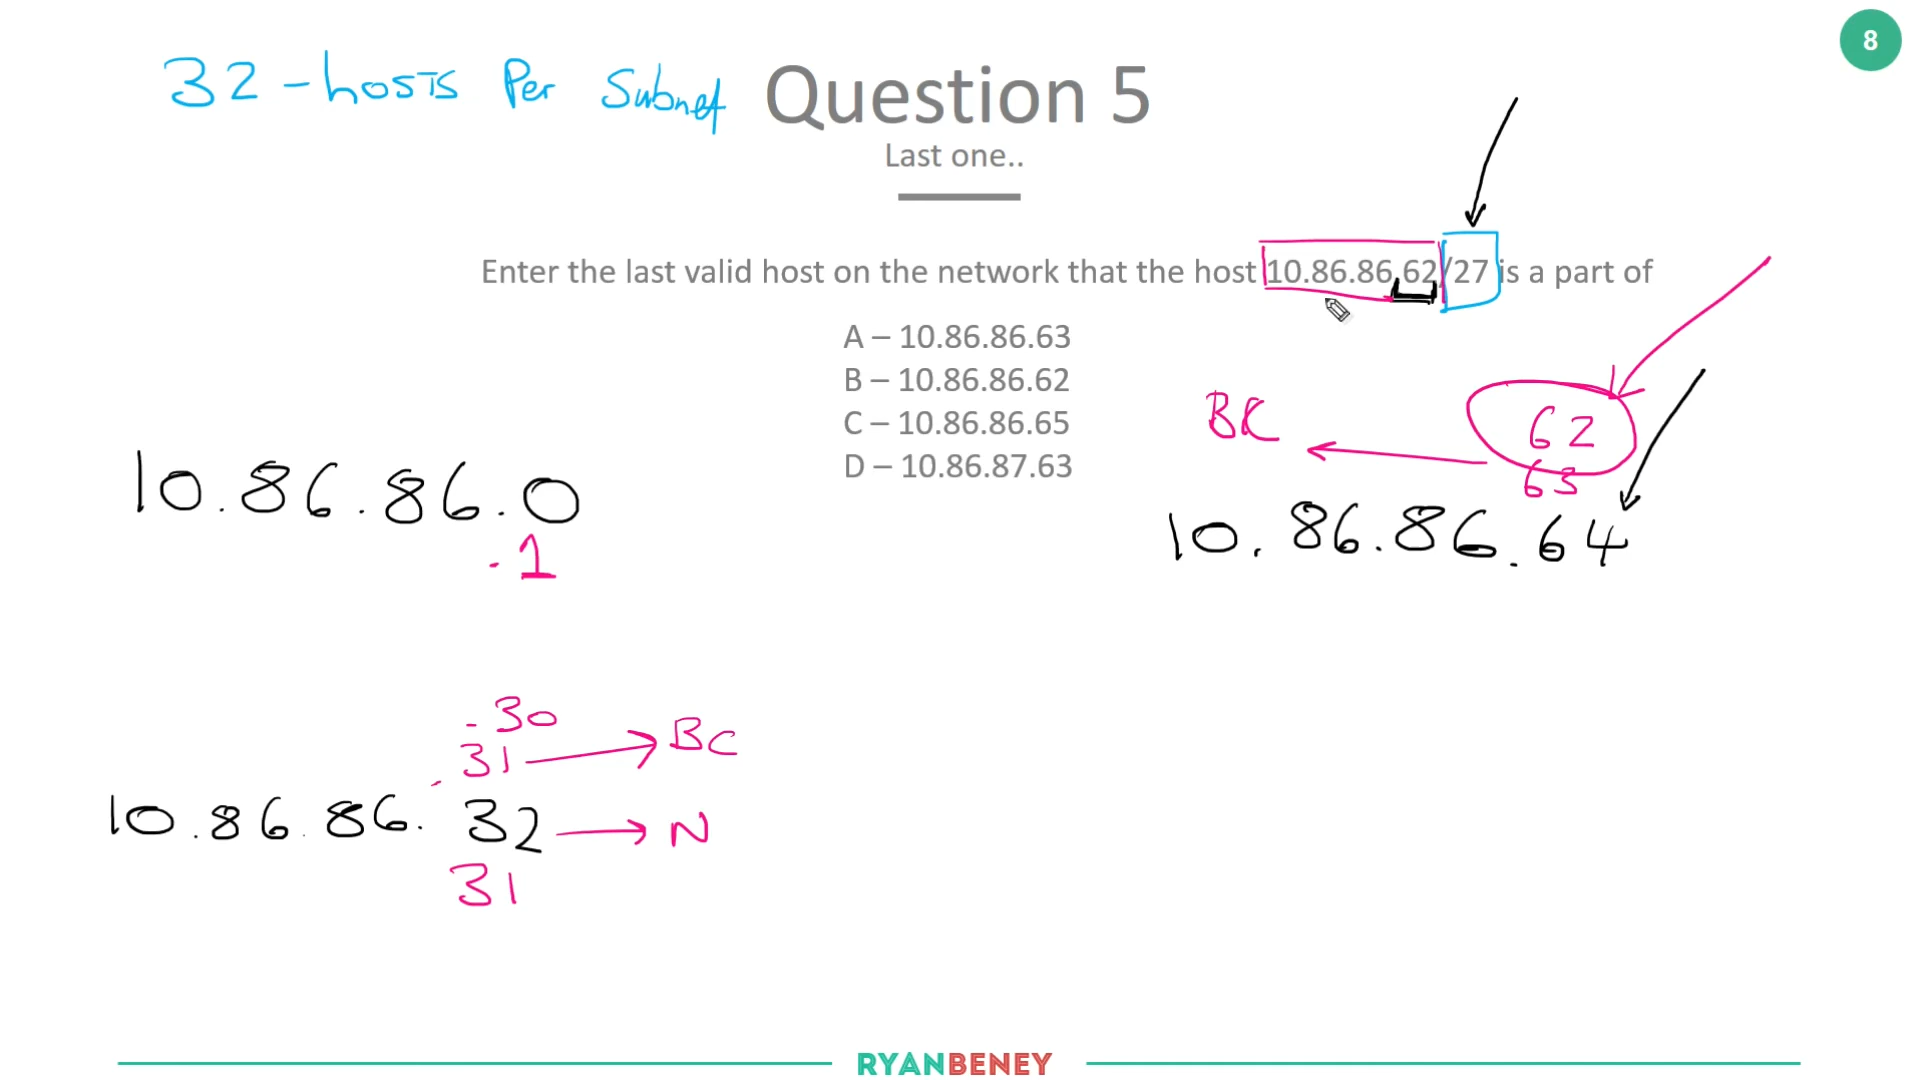 8
32 - hosts Per Subnet
Question 5
Last one..
Enter the last valid host on the network that the host 10.86.86.62/27 is a part of
A – 10.86.86.63
B – 10.86.86.62
C – 10.86.86.65
D – 10.86.87.63
BC
62
63
10.86.86.0
.1
10.86.86.64
.30
31
BC
10.86.86.32
N
31
RYANBENEY